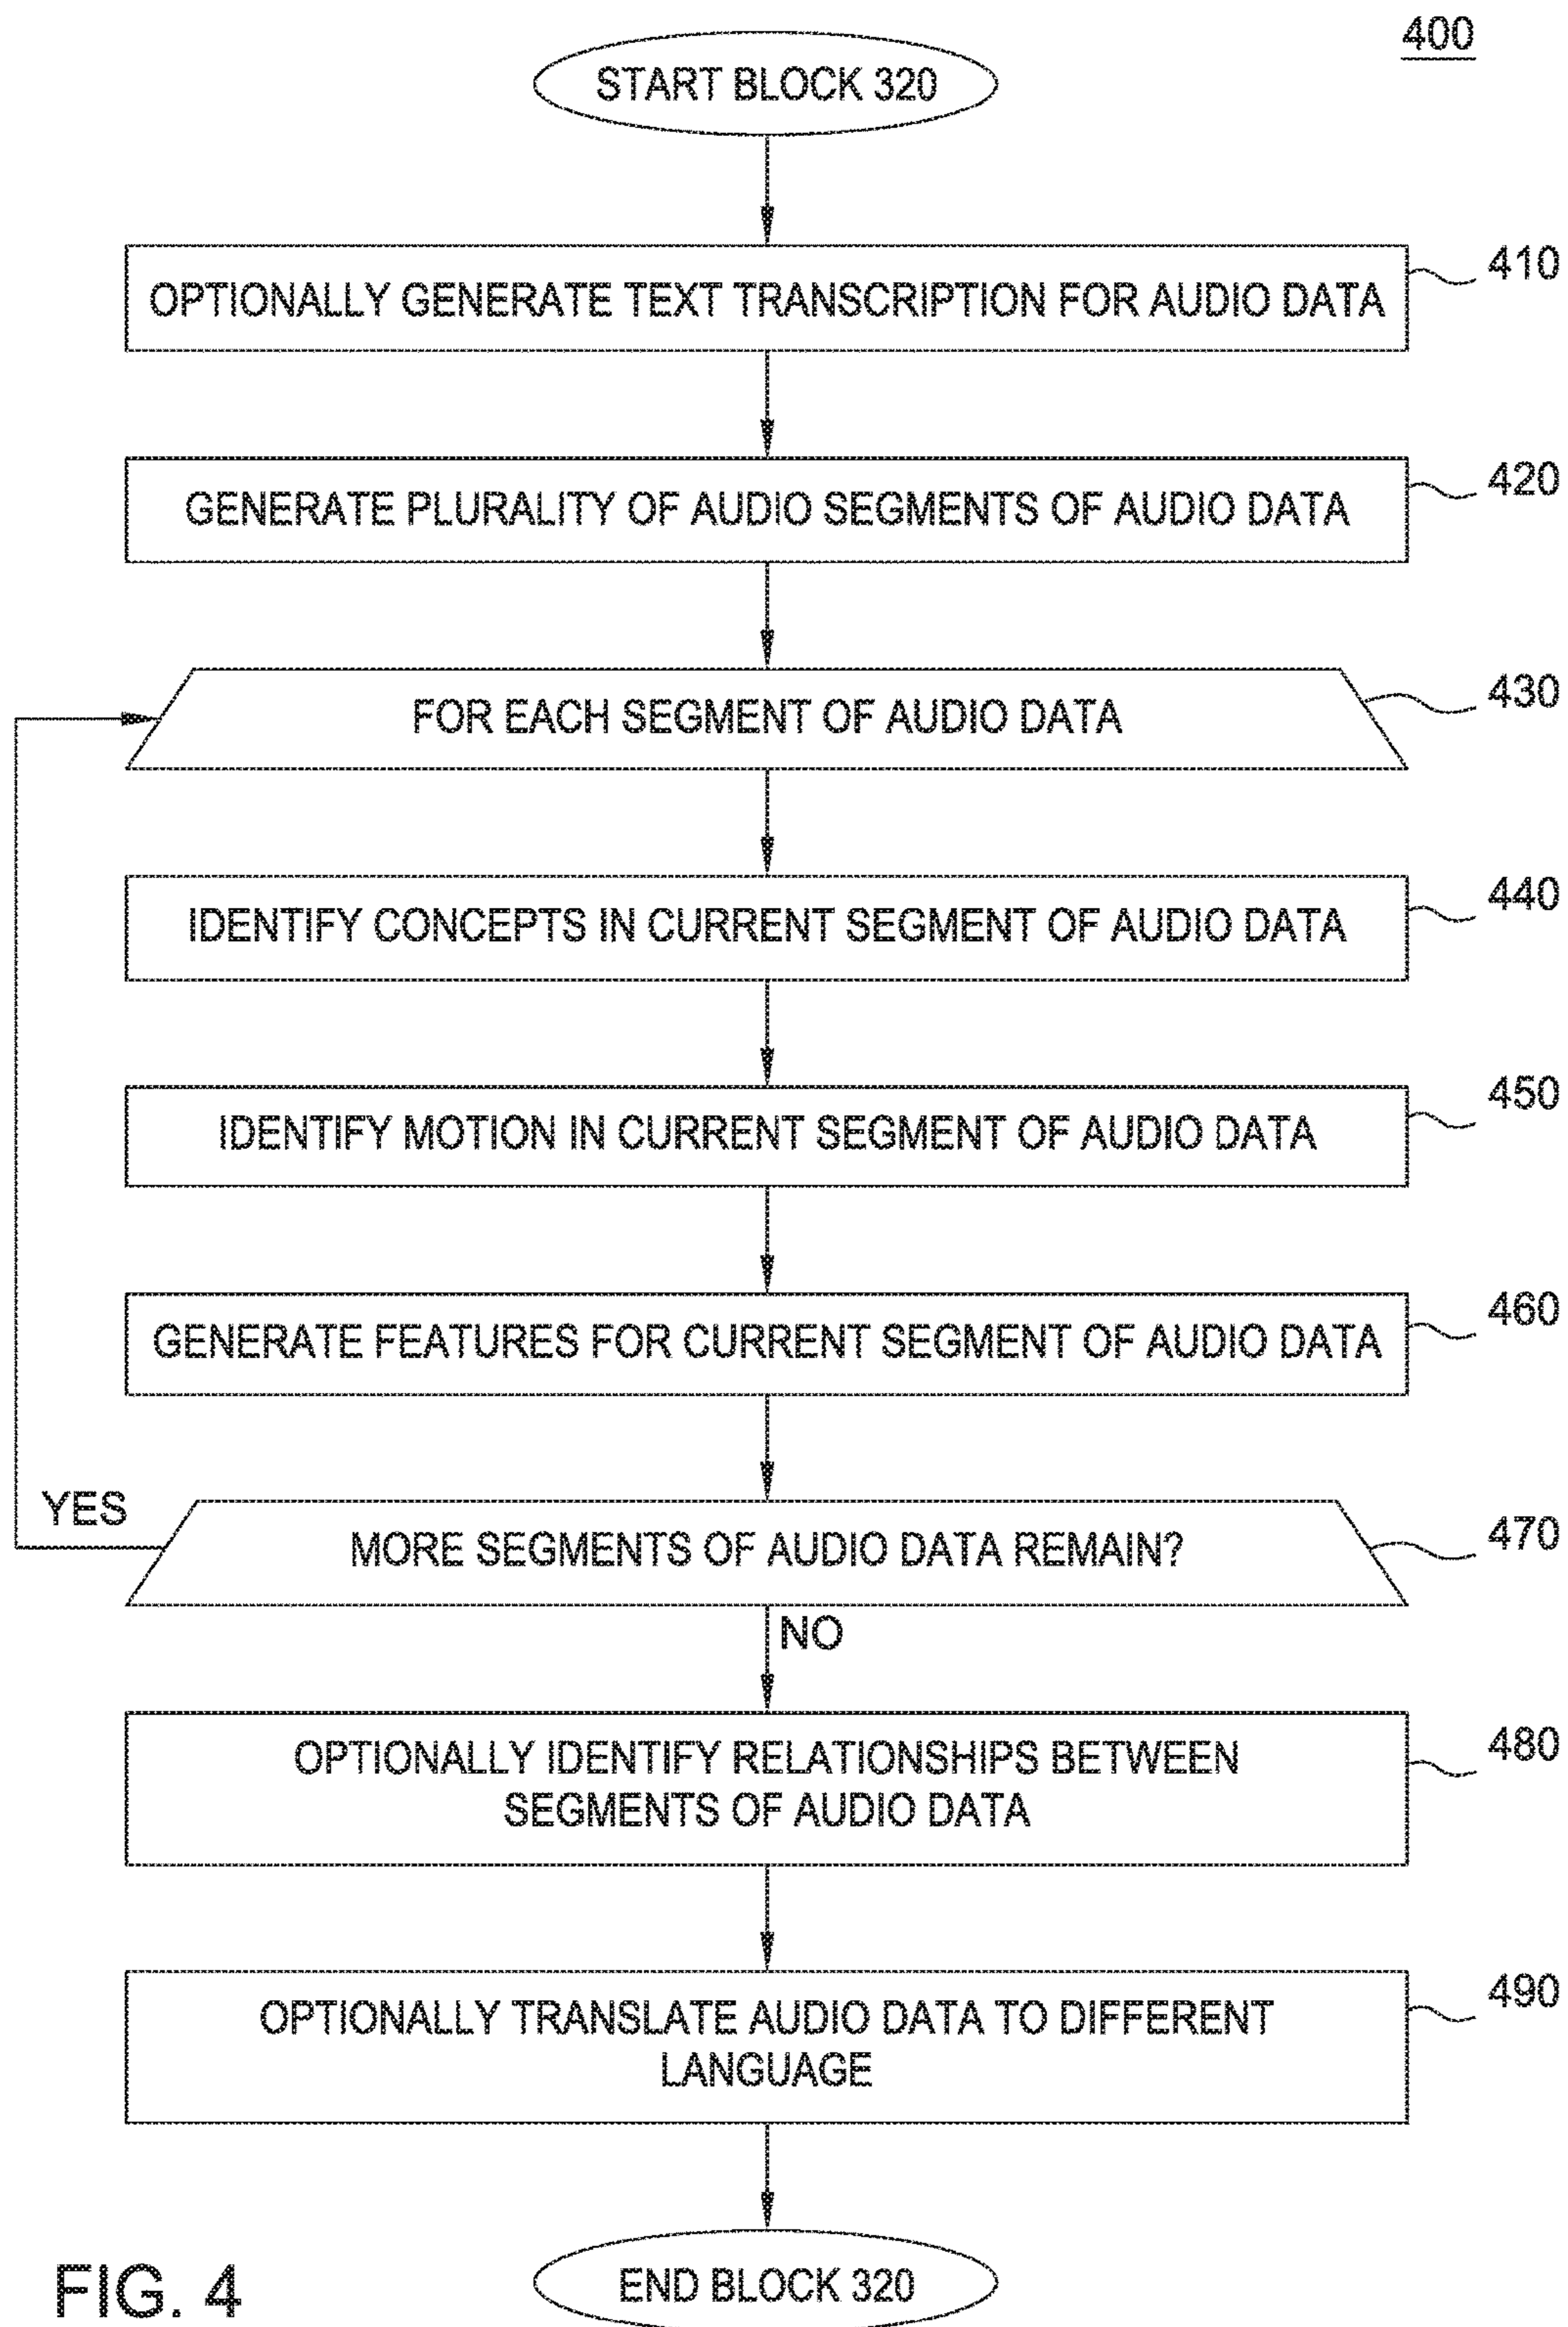 400
START BLOCK 320
OPTIONALLY GENERATE TEXT TRANSCRIPTION FOR AUDIO DATA
410
GENERATE PLURALITY OF AUDIO SEGMENTS OF AUDIO DATA
420
FOR EACH SEGMENT OF AUDIO DATA
430
IDENTIFY CONCEPTS IN CURRENT SEGMENT OF AUDIO DATA
440
IDENTIFY MOTION IN CURRENT SEGMENT OF AUDIO DATA
450
GENERATE FEATURES FOR CURRENT SEGMENT OF AUDIO DATA
460
YES
MORE SEGMENTS OF AUDIO DATA REMAIN?
470
NO
OPTIONALLY IDENTIFY RELATIONSHIPS BETWEEN
SEGMENTS OF AUDIO DATA
480
OPTIONALLY TRANSLATE AUDIO DATA TO DIFFERENT
LANGUAGE
490
END BLOCK 320
FIG. 4